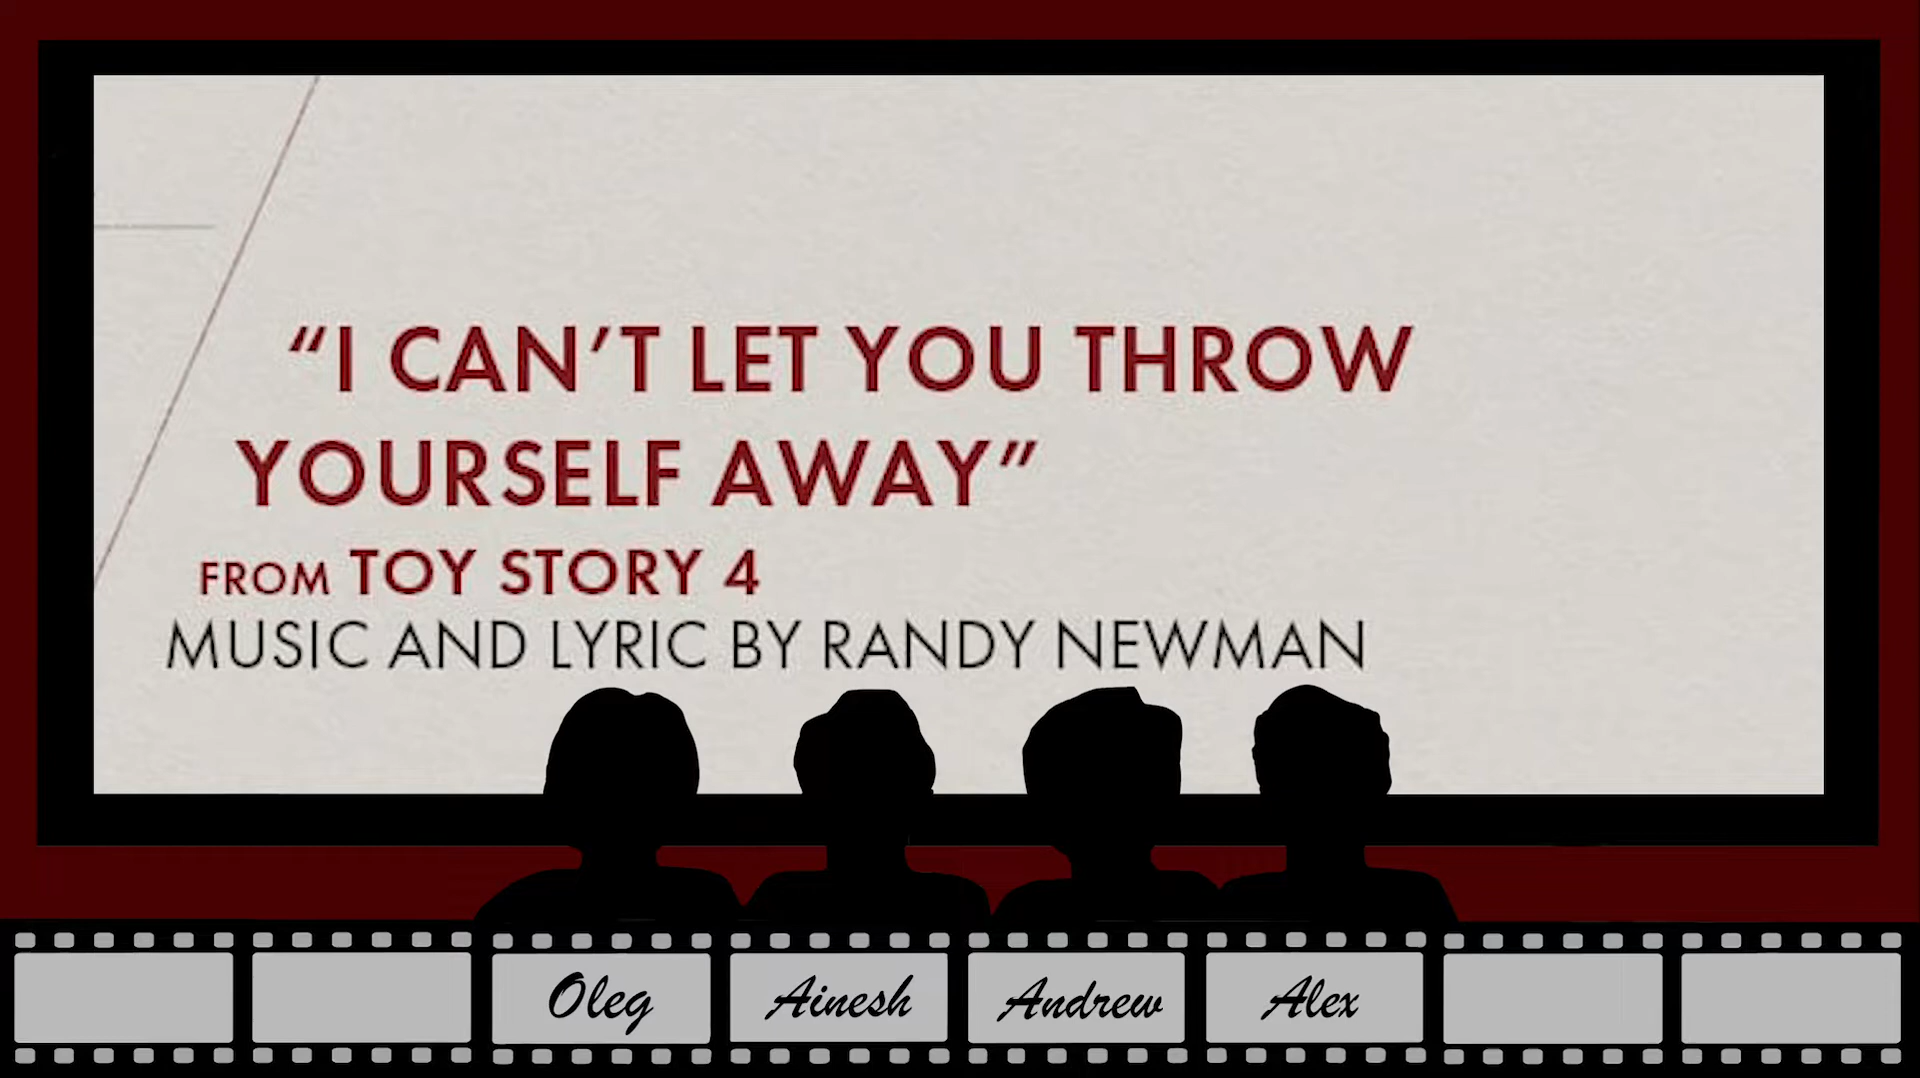 “I CAN’T LET YOU THROW
YOURSELF AWAY”
FROM TOY STORY 4
MUSIC AND LYRIC BY RANDY NEWMAN
Oleg
Ainesh
Andrew
Alex